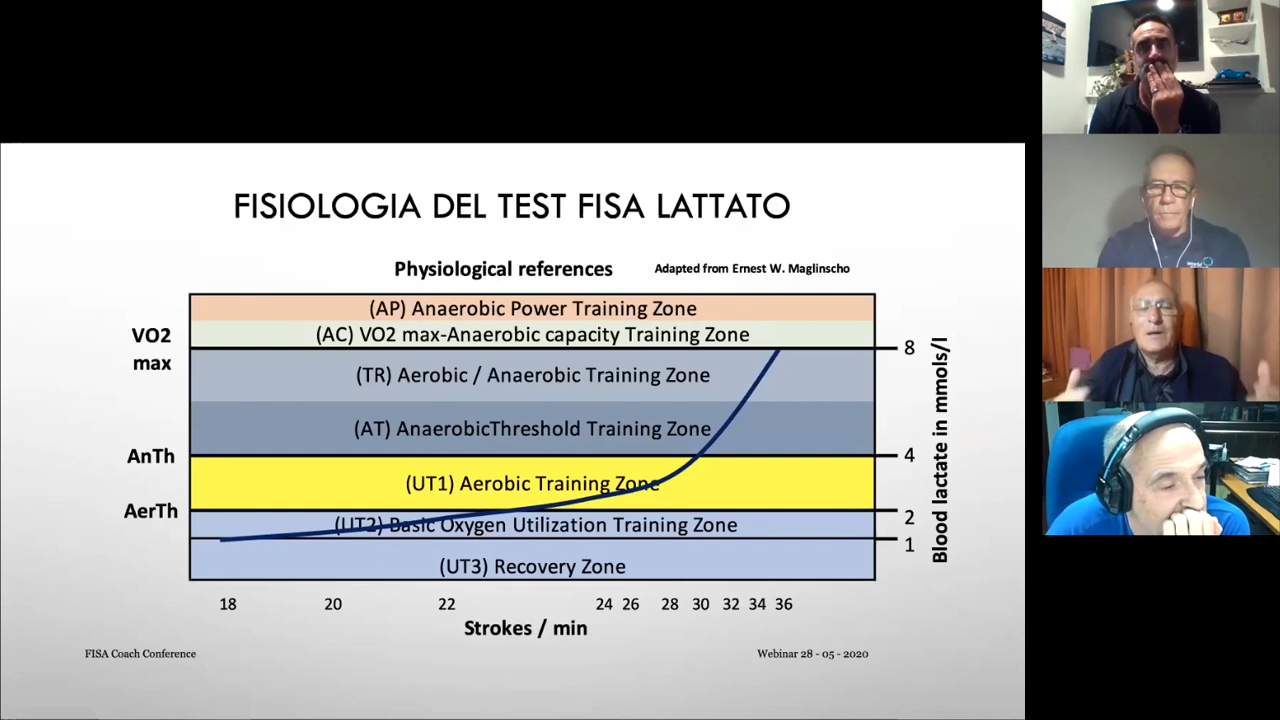 FISIOLOGIA DEL TEST FISA LATTATO
Physiological references
Adapted from Ernest W. Maglinscho
(AP) Anaerobic Power Training Zone
VO2 max
(AC) VO2 max-Anaerobic capacity Training Zone
8
(TR) Aerobic / Anaerobic Training Zone
(AT) AnaerobicThreshold Training Zone
AnTh
4
(UT1) Aerobic Training Zone
AerTh
2
(UT2) Basic Oxygen Utilization Training Zone
1
(UT3) Recovery Zone
Blood lactate in mmols/l
18 20 22 24 26 28 30 32 34 36
Strokes / min
FISA Coach Conference
Webinar 28 - 05 - 2020